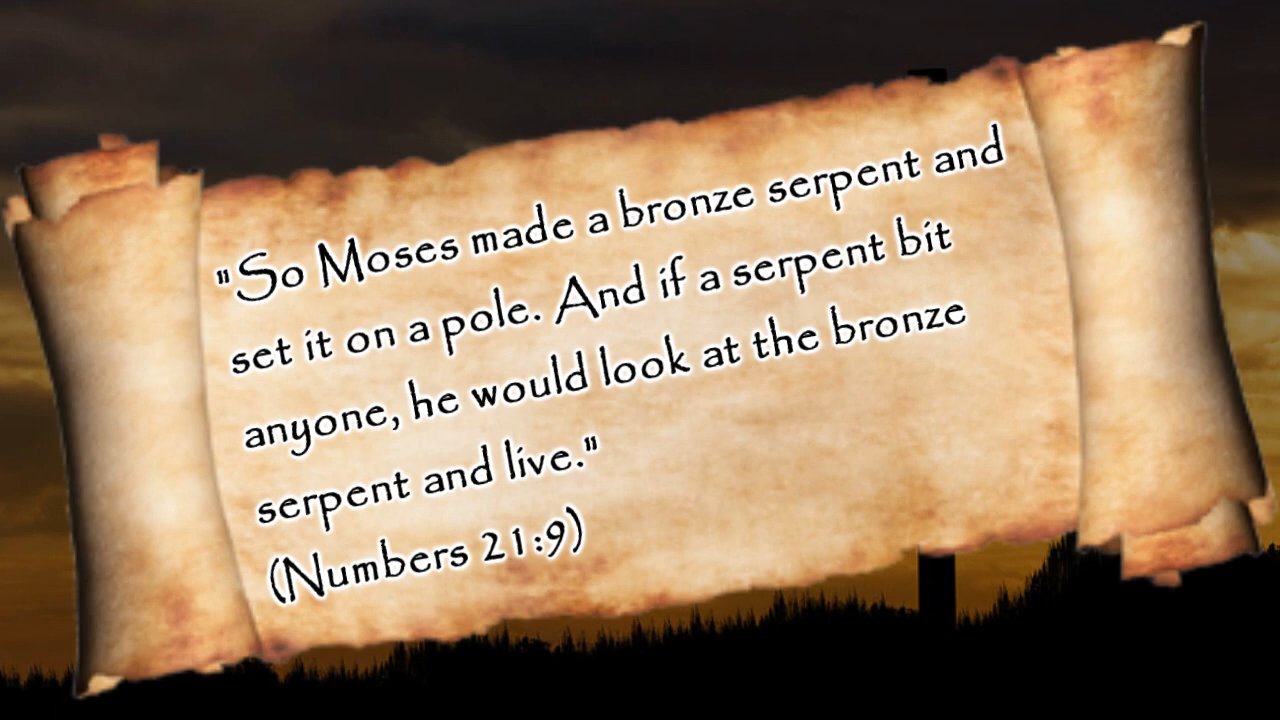 "So Moses made a bronze serpent and
set it on a pole. And if a serpent bit
anyone, he would look at the bronze
serpent and live."
(Numbers 21:9)